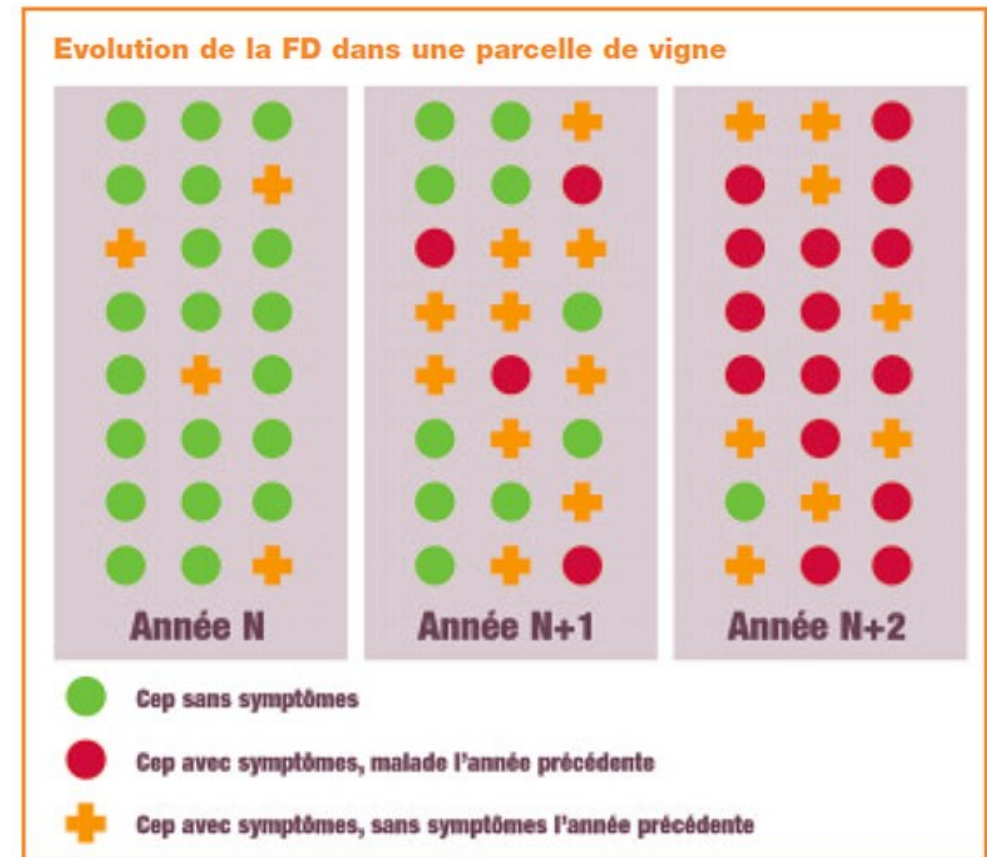 Evolution de la FD dans une parcelle de vigne
Année N
Année N+1
Année N+2
Cep sans symptômes
Cep avec symptômes, malade l'année précédente
Cep avec symptômes, sans symptômes l'année précédente